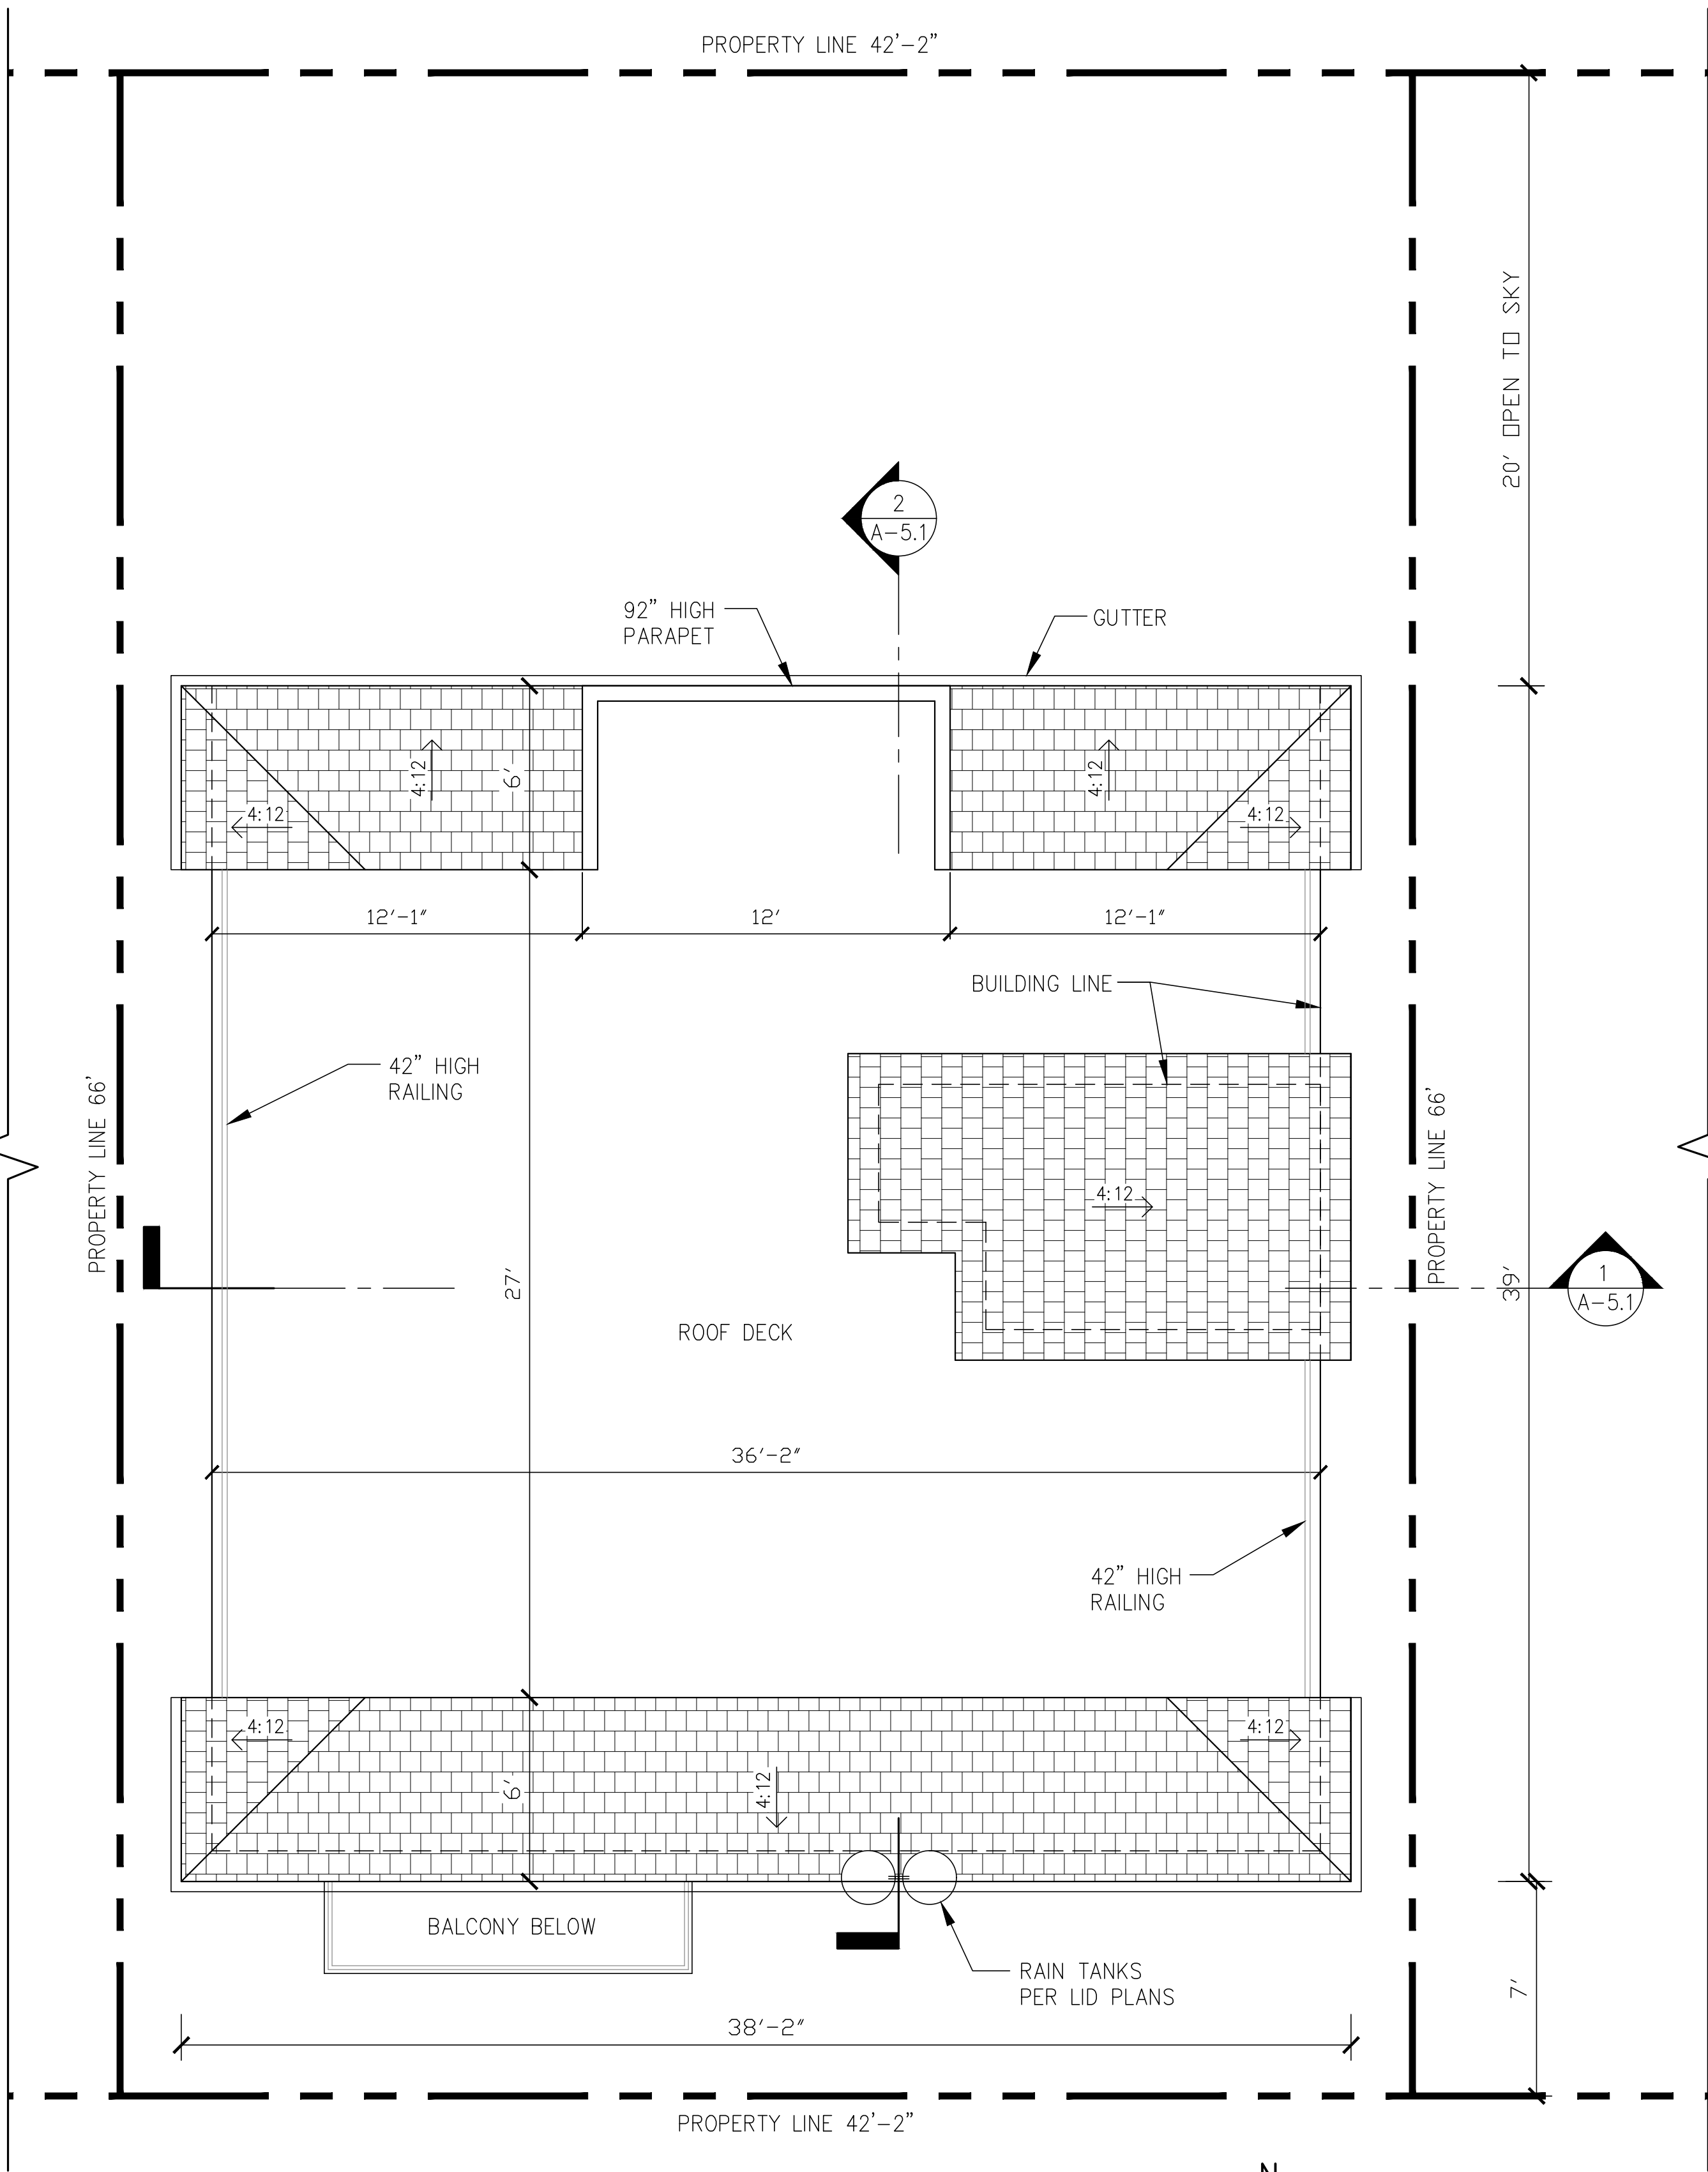 PROPERTY LINE 42'-2"
20' OPEN TO SKY
2
A-5.1
92" HIGH
PARAPET
GUTTER
4:12
6'
4:12
4:12
4:12
12'-1"
12'
12'-1"
BUILDING LINE
42" HIGH
RAILING
PROPERTY LINE 66'
PROPERTY LINE 66'
4:12
27'
39'
1
A-5.1
ROOF DECK
36'-2"
42" HIGH
RAILING
4:12
4:12
6'
4:12
BALCONY BELOW
RAIN TANKS
PER LID PLANS
7'
38'-2"
PROPERTY LINE 42'-2"
N